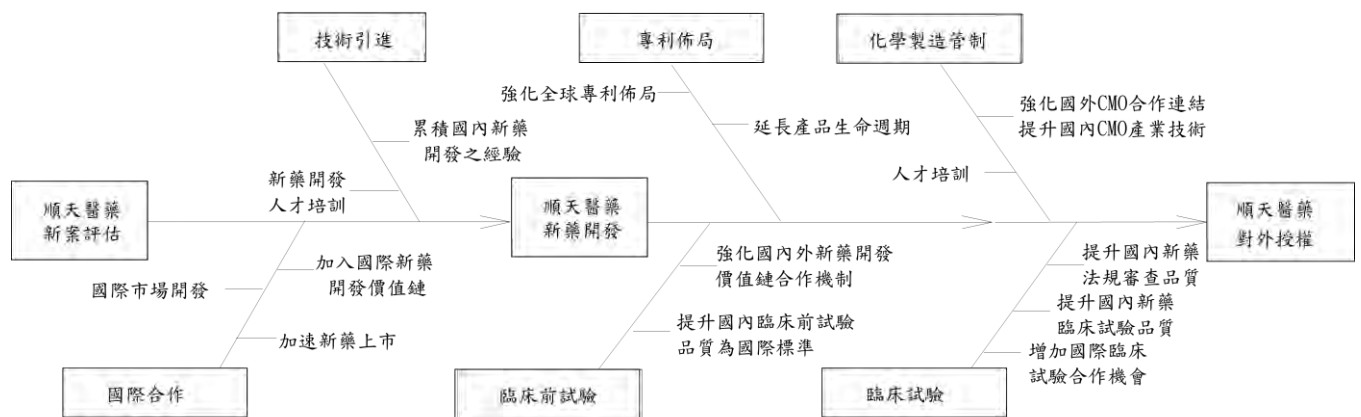 技術引進
專利佈局
化學製造管制
強化全球專利佈局
強化國外CMO合作連結
提升國內CMO產業技術
累積國內新藥
開發之經驗
延長產品生命週期
新藥開發
人才培訓
人才培訓
順天醫藥
新案評估
順天醫藥
新藥開發
順天醫藥
對外授權
加入國際新藥
開發價值鏈
國際市場開發
加速新藥上市
強化國內外新藥開發
價值鏈合作機制
提升國內臨床前試驗
品質為國際標準
提升國內新藥
法規審查品質
提升國內新藥
臨床試驗品質
增加國際臨床
試驗合作機會
國際合作
臨床前試驗
臨床試驗